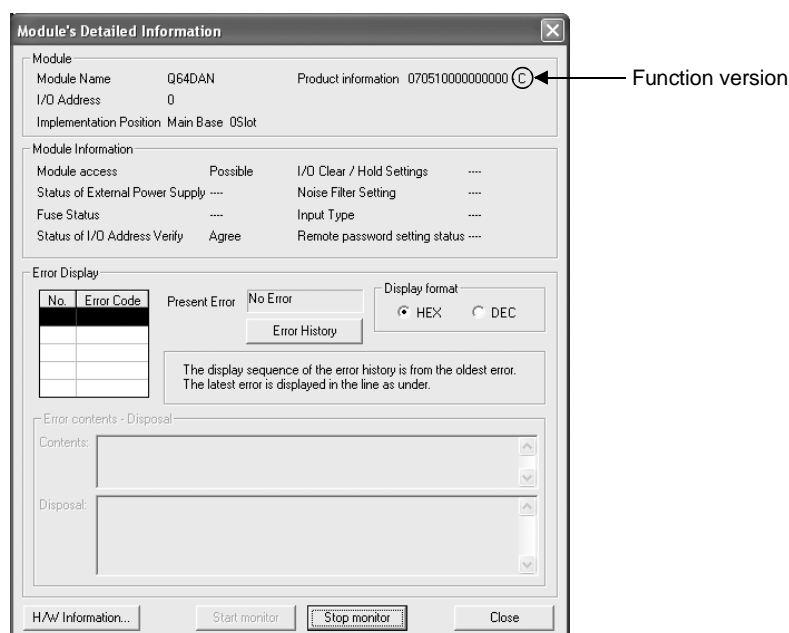 Module's Detailed Information
Module
Module Name Q64DAN Product information 070510000000000 C Function version
I/O Address 0
Implementation Position Main Base 0Slot
Module Information
Module access Possible I/O Clear / Hold Settings ----
Status of External Power Supply ---- Noise Filter Setting ----
Fuse Status ---- Input Type ----
Status of I/O Address Verify Agree Remote password setting status ----
Error Display
No. Error Code Present Error No Error Display format
HEX DEC
Error History
The display sequence of the error history is from the oldest error.
The latest error is displayed in the line as under.
Error contents - Disposal
Contents:
Disposal:
H/W Information... Start monitor Stop monitor Close